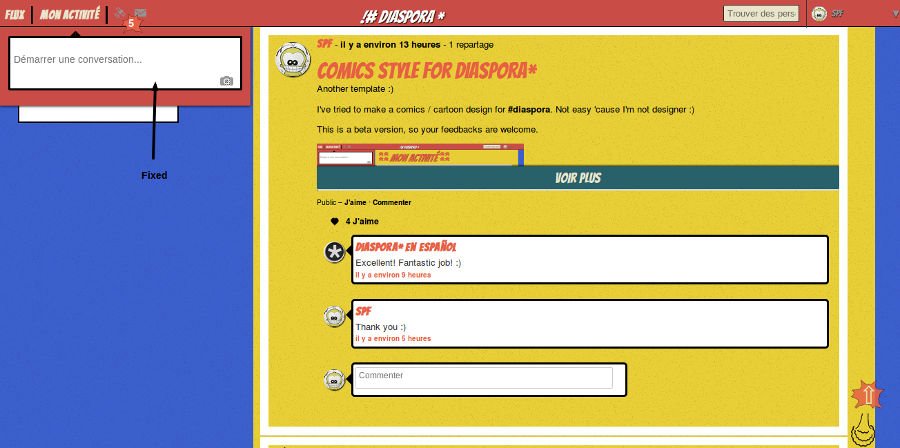 FLUX
MON ACTIVITÉ
5
!# DIASPORA *
Trouver des pers
SPF
Démarrer une conversation...
Fixed
SPF - il y a environ 13 heures - 1 repartage
COMICS STYLE FOR DIASPORA*
Another template :)
I've tried to make a comics / cartoon design for #diaspora. Not easy 'cause I'm not designer :)
This is a beta version, so your feedbacks are welcome.
MON ACTIVITÉ
VOIR PLUS
Public – J'aime · Commenter
4 J'aime
DIASPORA* EN ESPAÑOL
Excellent! Fantastic job! :)
il y a environ 9 heures
SPF
Thank you :)
il y a environ 5 heures
Commenter